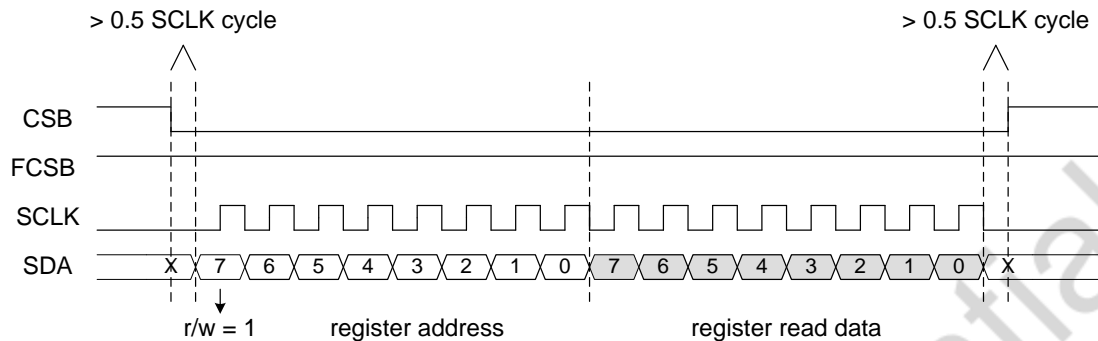 > 0.5 SCLK cycle > 0.5 SCLK cycle
CSB
FCSB
SCLK
SDA X 7 6 5 4 3 2 1 0 7 6 5 4 3 2 1 0 X
r/w = 1 register address register read data